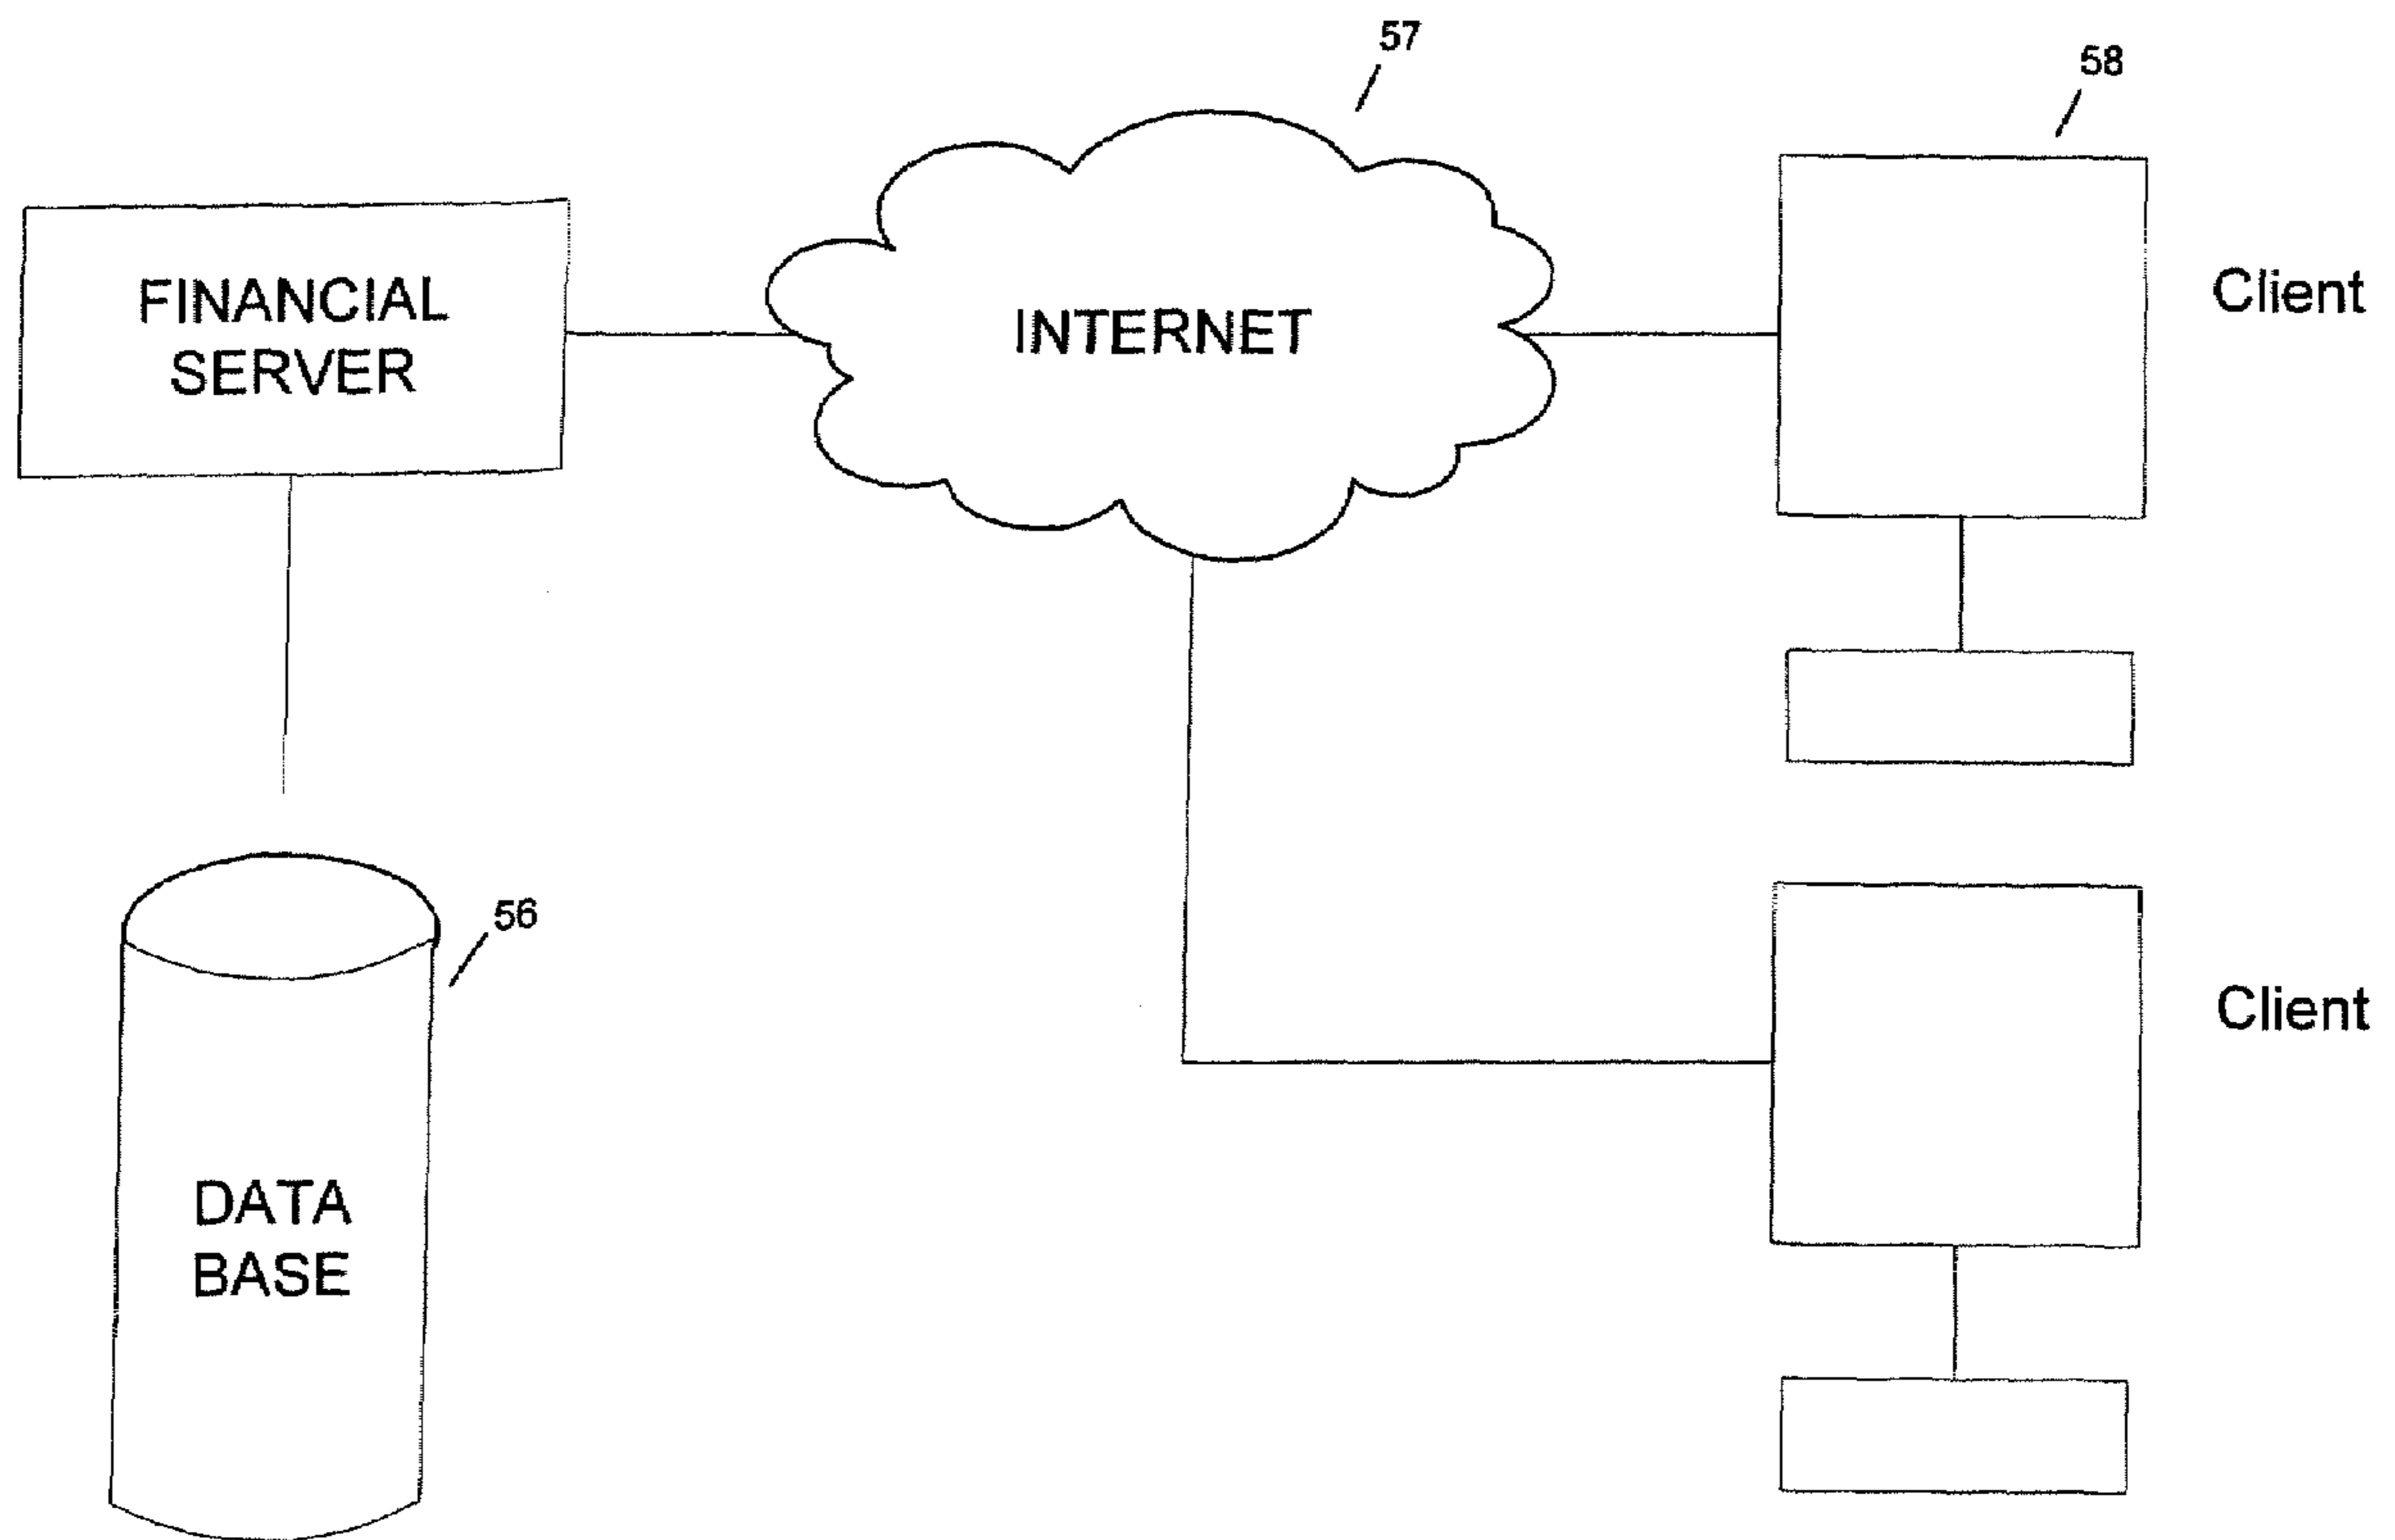 57
58
FINANCIAL
SERVER
INTERNET
Client
56
Client
DATA
BASE